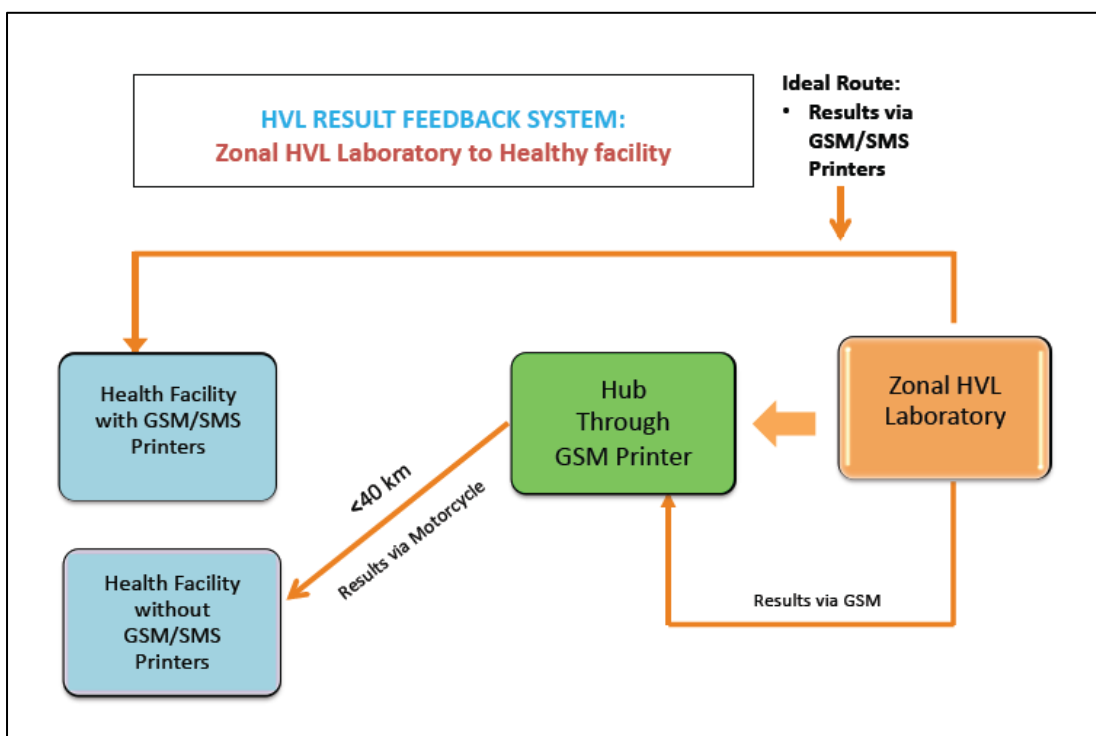 HVL RESULT FEEDBACK SYSTEM:
Zonal HVL Laboratory to Healthy facility
Ideal Route:
• Results via
GSM/SMS
Printers
Health Facility
with GSM/SMS
Printers
Hub
Through
GSM Printer
Zonal HVL
Laboratory
<40 km
Results via Motorcycle
Health Facility
without
GSM/SMS
Printers
Results via GSM